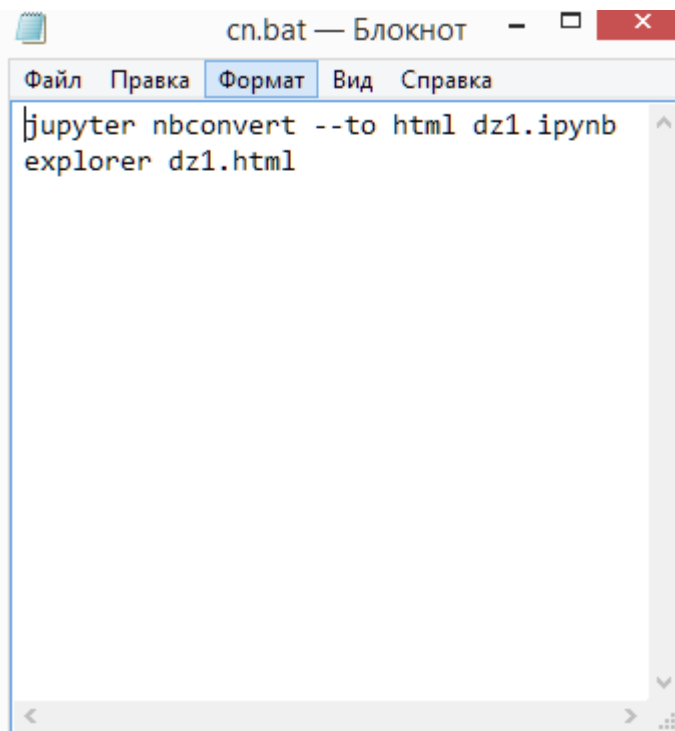 cn.bat — Блокнот
Файл Правка Формат Вид Справка
jupyter nbconvert --to html dz1.ipynb
explorer dz1.html